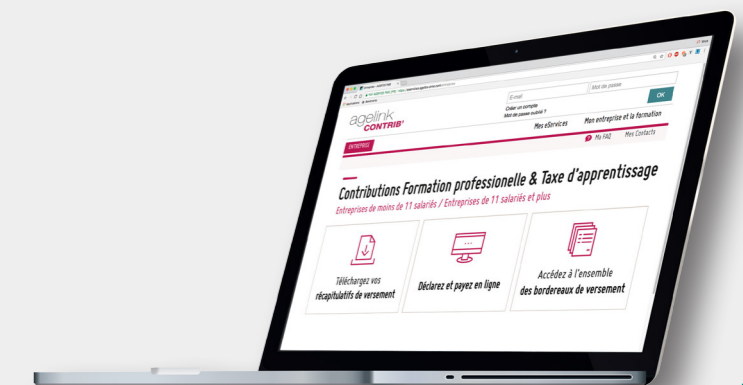 E-mail
Mot de passe
OK
Créer un compte
Mot de passe oublié ?
agelink
CONTRIB'
Mes eServices
Mon entreprise et la formation
ENTREPRISE
? Ma FAQ
Mes Contacts
Contributions Formation professionelle & Taxe d'apprentissage
Entreprises de moins de 11 salariés / Entreprises de 11 salariés et plus
Téléchargez vos
récapitulatifs de versement
Déclarez et payez en ligne
Accédez à l'ensemble
des bordereaux de versement